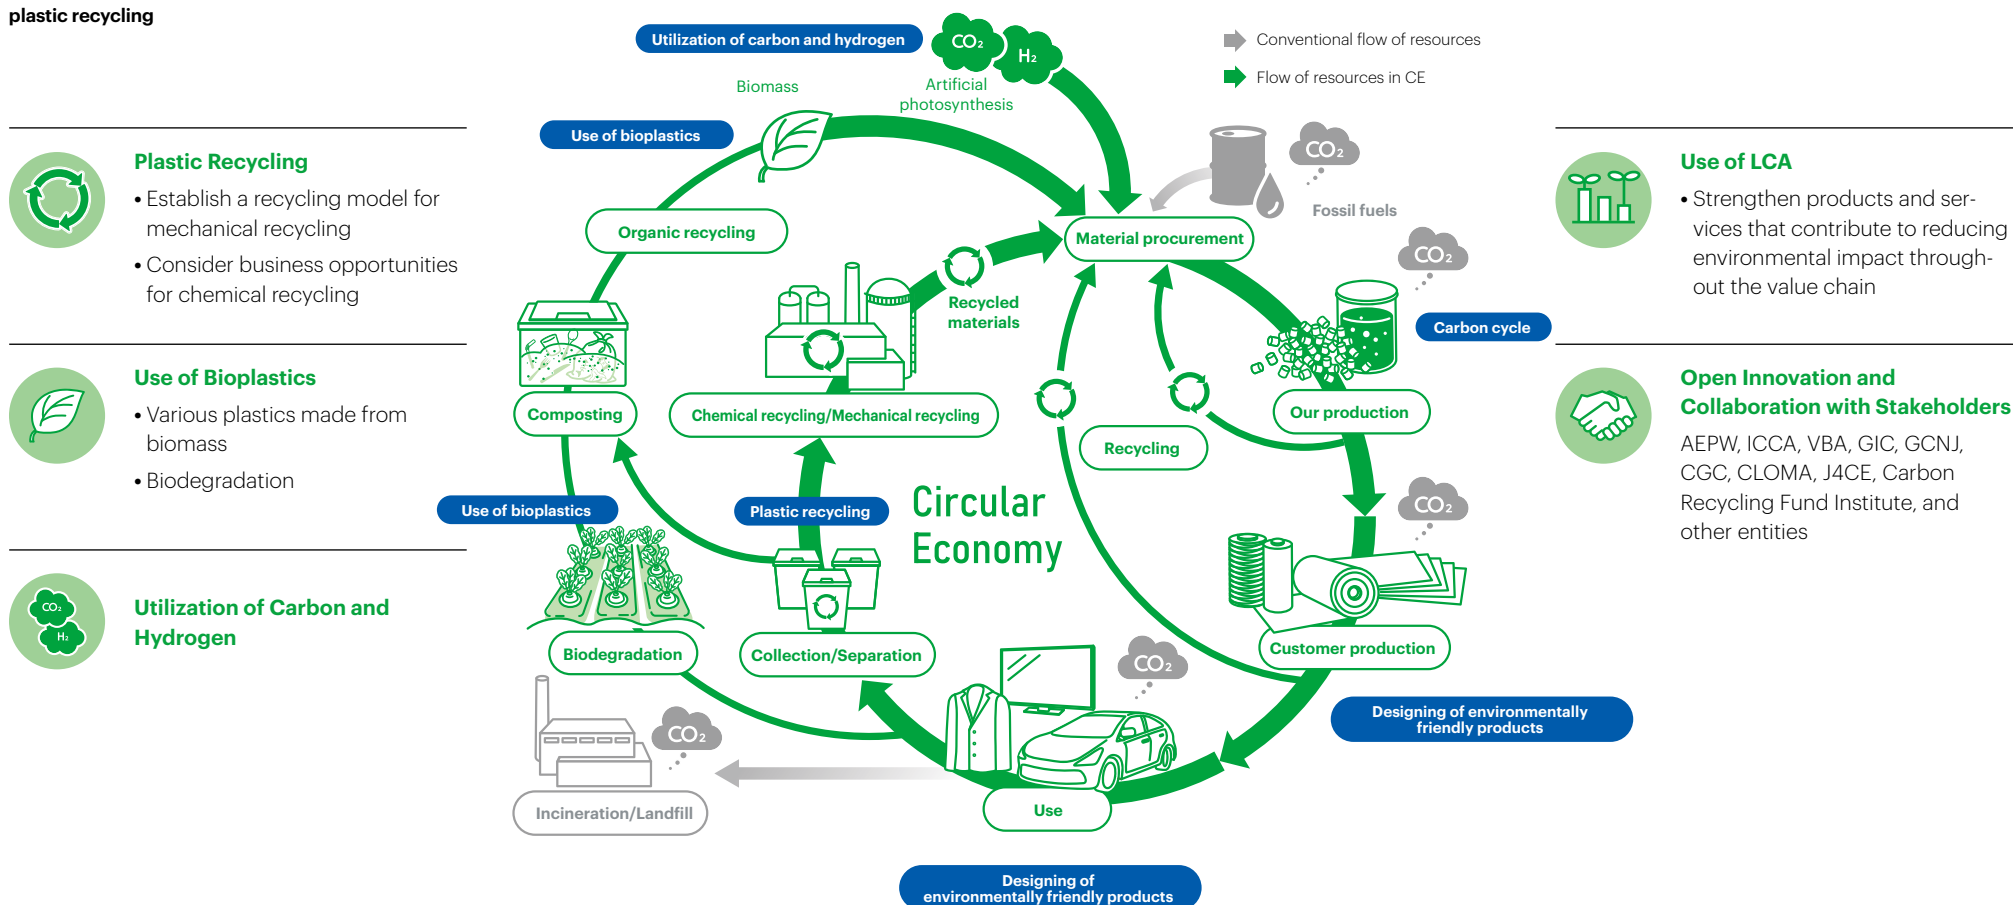 plastic recycling
Plastic Recycling
• Establish a recycling model for
mechanical recycling
• Consider business opportunities
for chemical recycling
Use of Bioplastics
• Various plastics made from
biomass
• Biodegradation
Utilization of Carbon and
Hydrogen
CO₂
H₂
Utilization of carbon and hydrogen
CO₂
H₂
Conventional flow of resources
Flow of resources in CE
Biomass
Artificial
photosynthesis
Use of bioplastics
CO₂
Fossil fuels
Organic recycling
Material procurement
CO₂
Recycled
materials
Carbon cycle
Composting
Chemical recycling/Mechanical recycling
Our production
Recycling
Use of bioplastics
Plastic recycling
Circular
Economy
CO₂
Biodegradation
Collection/Separation
Customer production
CO₂
Designing of environmentally
friendly products
CO₂
Incineration/Landfill
Use
Designing of
environmentally friendly products
Use of LCA
• Strengthen products and ser-
vices that contribute to reducing
environmental impact through-
out the value chain
Open Innovation and
Collaboration with Stakeholders
AEPW, ICCA, VBA, GIC, GCNJ,
CGC, CLOMA, J4CE, Carbon
Recycling Fund Institute, and
other entities